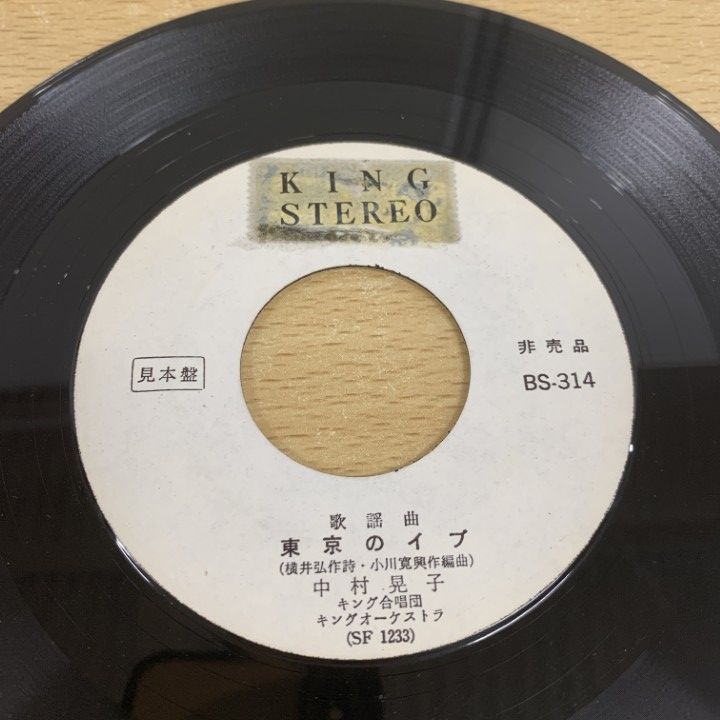 KING
STEREO
見本盤
非売品
BS-314
歌謡曲
東京のイブ
(横井弘作詩・小川寛興作編曲)
中村晃子
キング合唱団
キングオーケストラ
(SF 1233)